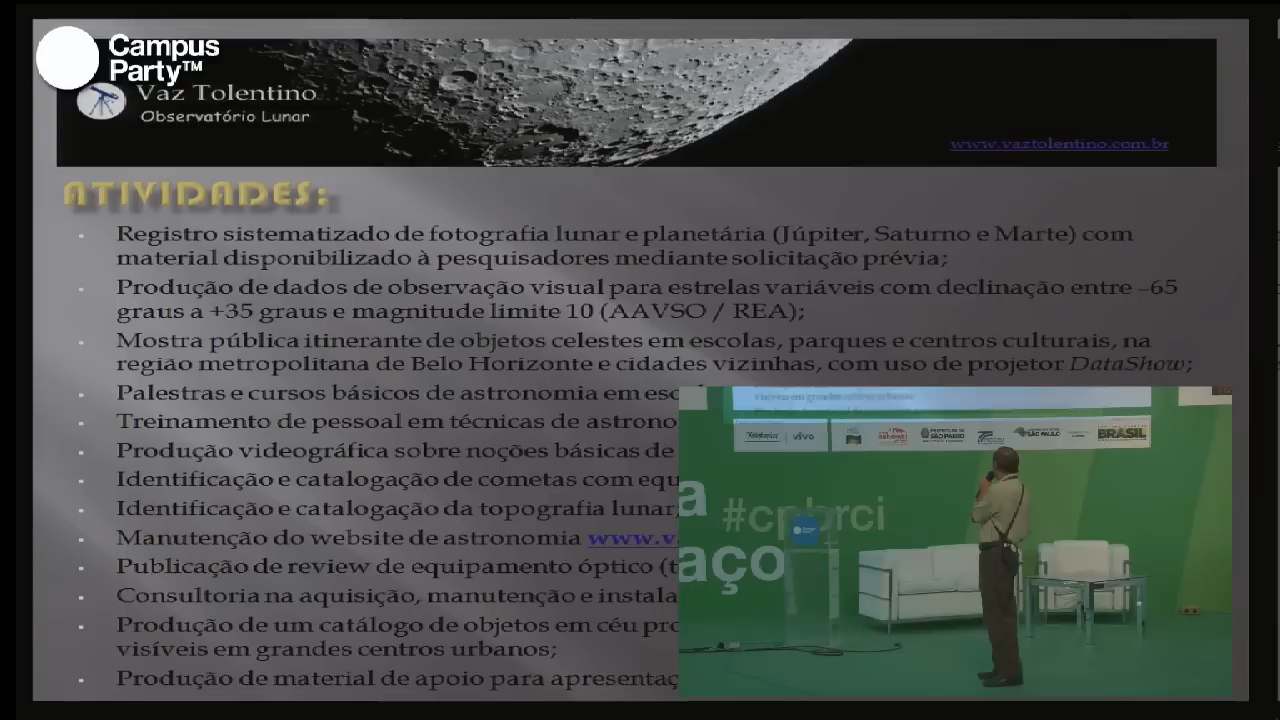 Campus
Party™
Vaz Tolentino
Observatório Lunar
www.vaztolentino.com.br
ATIVIDADES:
Registro sistematizado de fotografia lunar e planetária (Júpiter, Saturno e Marte) com
material disponibilizado à pesquisadores mediante solicitação prévia;
Produção de dados de observação visual para estrelas variáveis com declinação entre –65
graus a +35 graus e magnitude limite 10 (AAVSO / REA);
Mostra pública itinerante de objetos celestes em escolas, parques e centros culturais, na
região metropolitana de Belo Horizonte e cidades vizinhas, com uso de projetor DataShow;
Palestras e cursos básicos de astronomia em esc
Treinamento de pessoal em técnicas de astrono
Produção videográfica sobre noções básicas de
Identificação e catalogação de cometas com equ
Identificação e catalogação da topografia lunar;
Manutenção do website de astronomia www.v
Publicação de review de equipamento óptico (t
Consultoria na aquisição, manutenção e instala
Produção de um catálogo de objetos em céu pro
visíveis em grandes centros urbanos;
Produção de material de apoio para apresentaç
visíveis em grandes centros urbanos
Telefonica vivo
PREFEITURA DE
SÃO PAULO
SÃO PAULO
BRASIL
a #cpbrci
aço